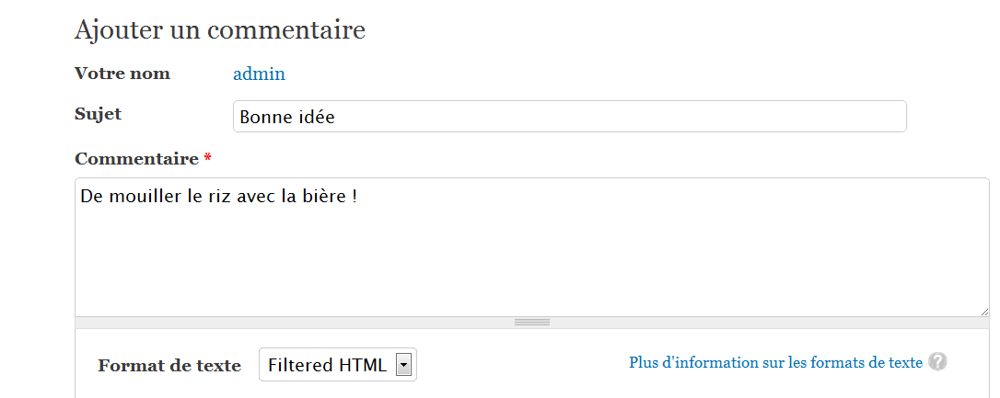 Ajouter un commentaire
Votre nom admin
Sujet Bonne idée
Commentaire *
De mouiller le riz avec la bière !
Format de texte Filtered HTML Plus d'information sur les formats de texte ?